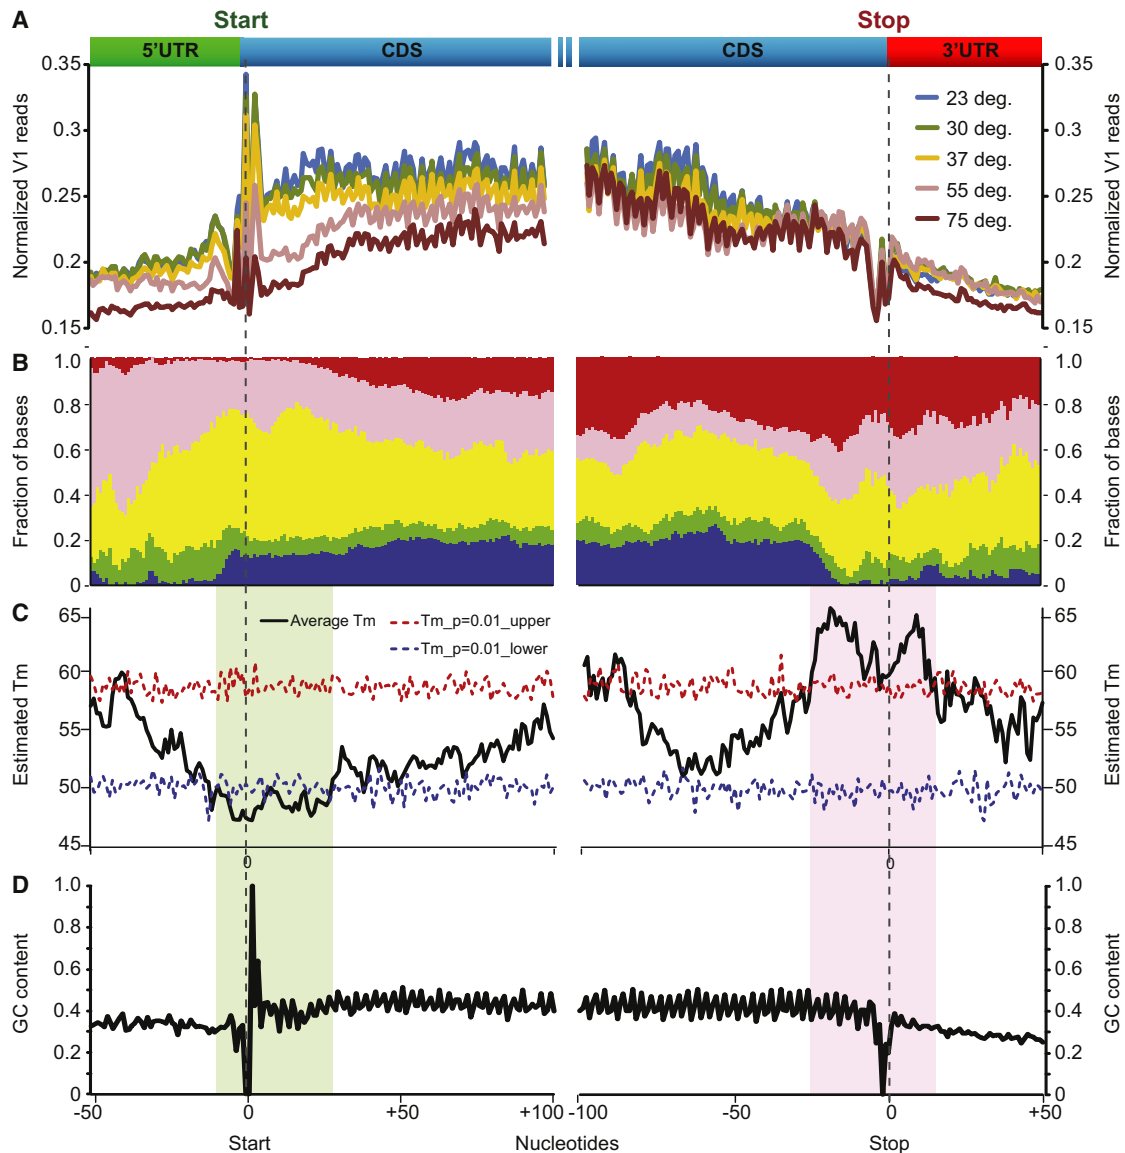 A
Start
Stop
5'UTR
CDS
CDS
3'UTR
Normalized V1 reads
0.35
0.3
0.25
0.2
0.15
23 deg.
30 deg.
37 deg.
55 deg.
75 deg.
0.35
0.3
0.25
0.2
0.15
Normalized V1 reads
B
Fraction of bases
1.0
0.8
0.6
0.4
0.2
0
1.0
0.8
0.6
0.4
0.2
0
Fraction of bases
C
Estimated Tm
65
60
55
50
45
Average Tm
Tm_p=0.01_upper
Tm_p=0.01_lower
0
0
65
60
55
50
45
Estimated Tm
D
GC content
1.0
0.8
0.6
0.4
0.2
0
1.0
0.8
0.6
0.4
0.2
0
GC content
-50
0
+50
+100
-100
-50
0
+50
Start
Nucleotides
Stop